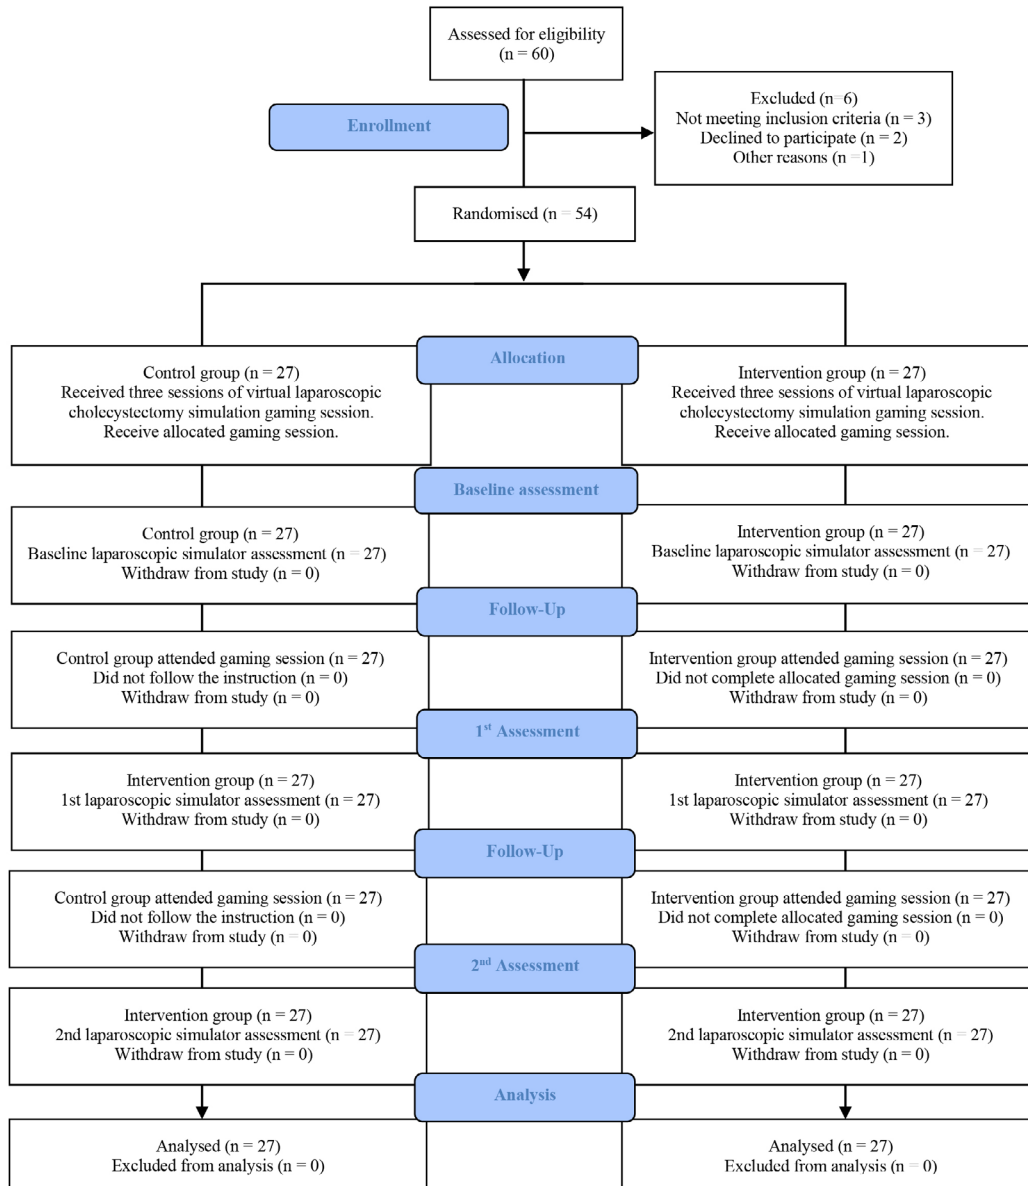 Assessed for eligibility
(n = 60)
Excluded (n=6)
Not meeting inclusion criteria (n = 3)
Declined to participate (n = 2)
Other reasons (n =1)
Enrollment
Randomised (n = 54)
Allocation
Control group (n = 27)
Received three sessions of virtual laparoscopic
cholecystectomy simulation gaming session.
Receive allocated gaming session.
Intervention group (n = 27)
Received three sessions of virtual laparoscopic
cholecystectomy simulation gaming session.
Receive allocated gaming session.
Baseline assessment
Control group (n = 27)
Baseline laparoscopic simulator assessment (n = 27)
Withdraw from study (n = 0)
Intervention group (n = 27)
Baseline laparoscopic simulator assessment (n = 27)
Withdraw from study (n = 0)
Follow-Up
Control group attended gaming session (n = 27)
Did not follow the instruction (n = 0)
Withdraw from study (n = 0)
Intervention group attended gaming session (n = 27)
Did not complete allocated gaming session (n = 0)
Withdraw from study (n = 0)
1st Assessment
Intervention group (n = 27)
1st laparoscopic simulator assessment (n = 27)
Withdraw from study (n = 0)
Intervention group (n = 27)
1st laparoscopic simulator assessment (n = 27)
Withdraw from study (n = 0)
Follow-Up
Control group attended gaming session (n = 27)
Did not follow the instruction (n = 0)
Withdraw from study (n = 0)
Intervention group attended gaming session (n = 27)
Did not complete allocated gaming session (n = 0)
Withdraw from study (n = 0)
2nd Assessment
Intervention group (n = 27)
2nd laparoscopic simulator assessment (n = 27)
Withdraw from study (n = 0)
Intervention group (n = 27)
2nd laparoscopic simulator assessment (n = 27)
Withdraw from study (n = 0)
Analysis
Analysed (n = 27)
Excluded from analysis (n = 0)
Analysed (n = 27)
Excluded from analysis (n = 0)